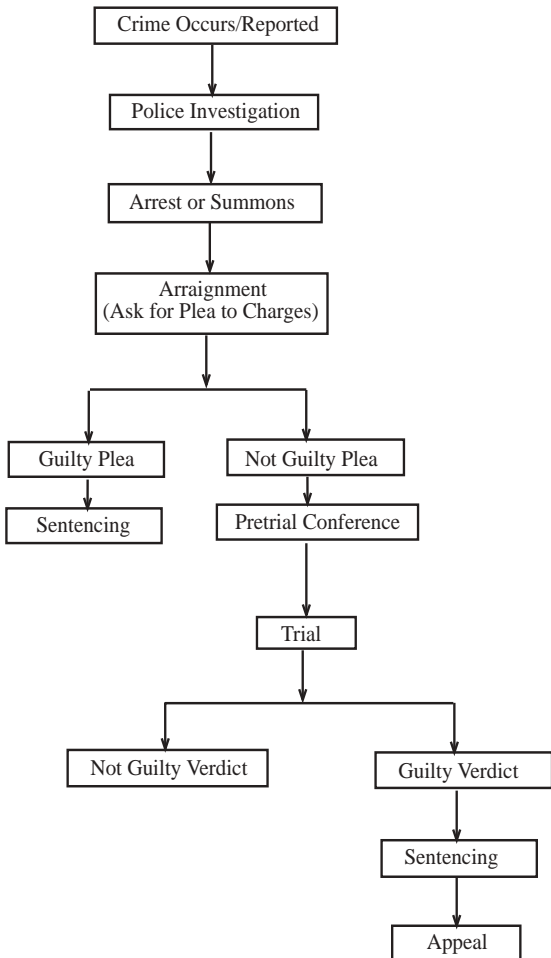 Crime Occurs/Reported
Police Investigation
Arrest or Summons
Arraignment
(Ask for Plea to Charges)
Guilty Plea
Not Guilty Plea
Sentencing
Pretrial Conference
Trial
Not Guilty Verdict
Guilty Verdict
Sentencing
Appeal